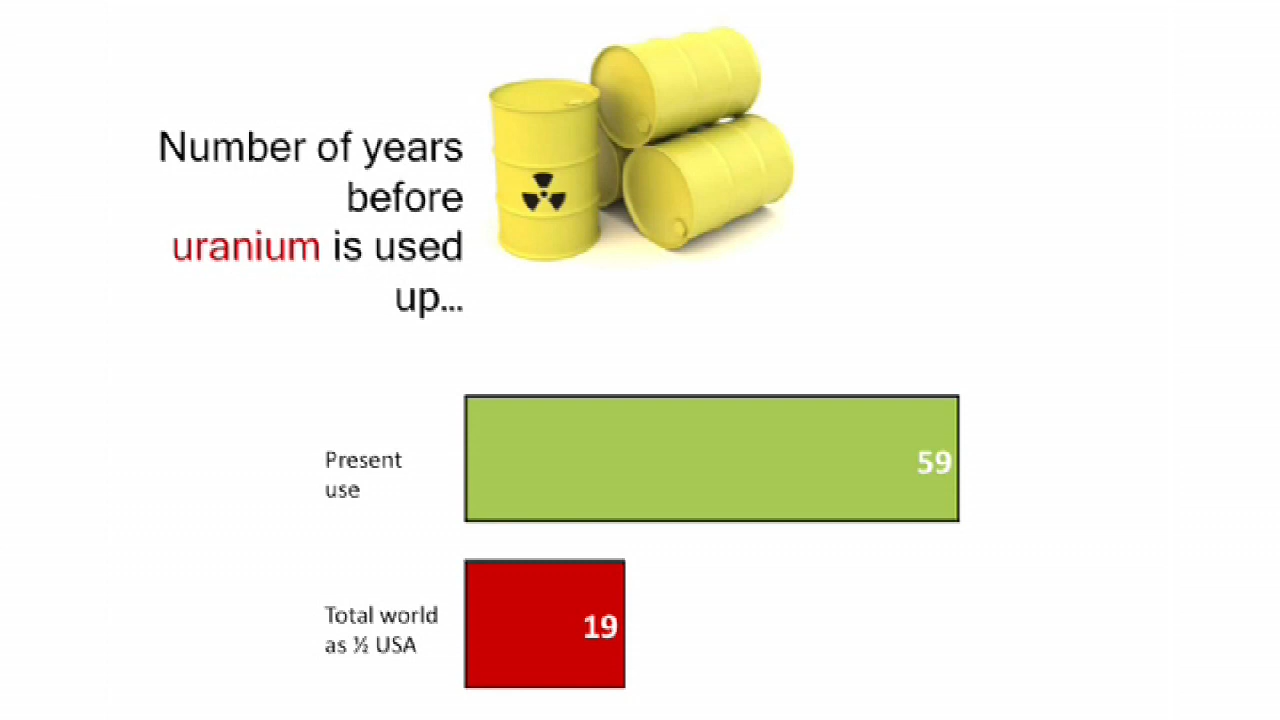 Number of years
before
uranium is used
up...
Present
use
59
Total world
as ½ USA
19